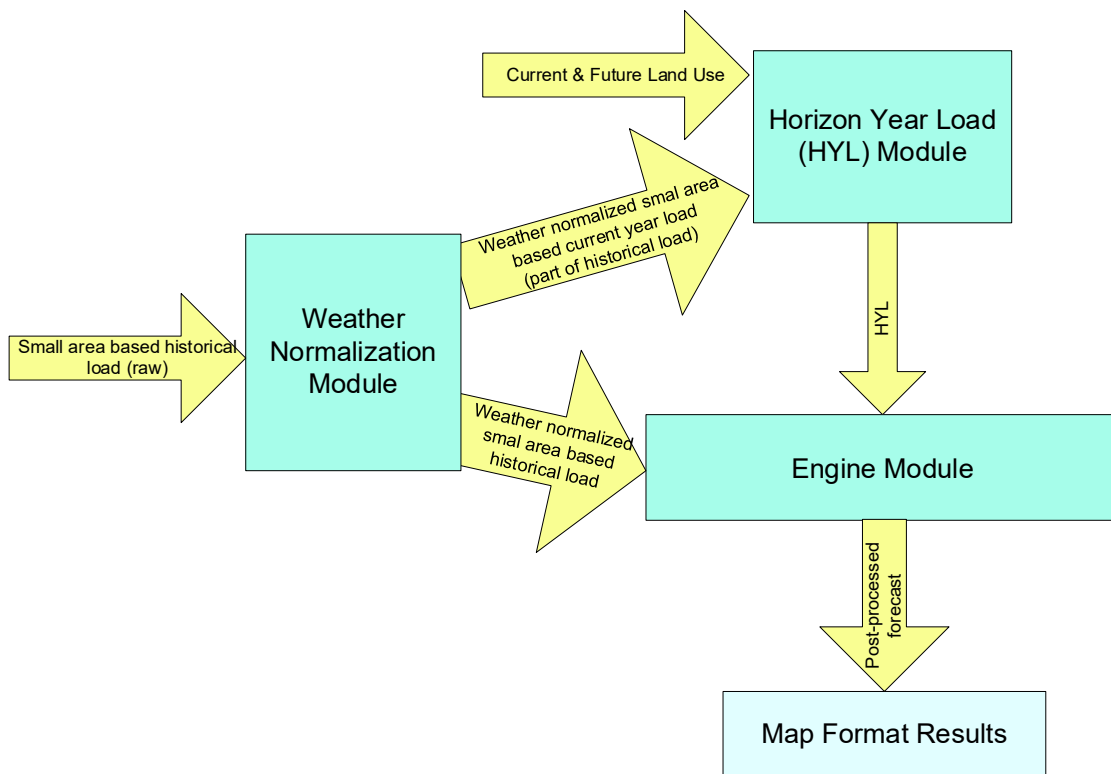 Current & Future Land Use
Horizon Year Load
(HYL) Module
Weather normalized smal area
based current year load
(part of historical load)
Weather
Normalization
Module
Small area based historical
load (raw)
HYL
Weather normalized
smal area based
historical load
Engine Module
Post-processed
forecast
Map Format Results